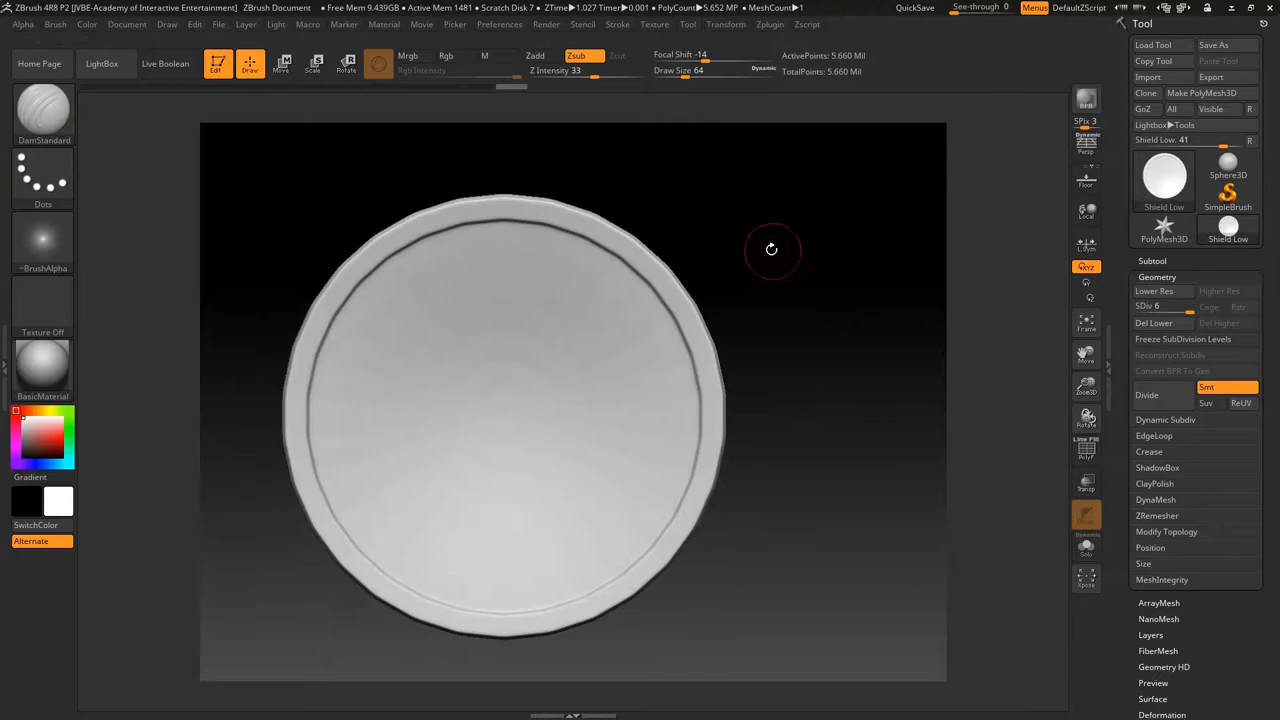 ZBrush 4R8 P2 [JVBE-Academy of Interactive Entertainment] ZBrush Document • Free Mem 9.439GB • Active Mem 1481 • Scratch Disk 7 • ZTime▶1.027 Timer▶0.001 • PolyCount▶5.652 MP • MeshCount▶1 QuickSave See-through 0 Menus DefaultZScript
Alpha Brush Color Document Draw Edit File Layer Light Macro Marker Material Movie Picker Preferences Render Stencil Stroke Texture Tool Transform Zplugin Zscript
Tool
Load Tool Save As
Copy Tool Paste Tool
Import Export
Clone Make PolyMesh3D
GoZ All Visible R
Lightbox▶Tools
Shield Low. 41 R
Home Page LightBox Live Boolean
Edit Draw Move Scale Rotate
Mrgb Rgb M
Rgb Intensity
Zadd Zsub Zcut
Z Intensity 33
Focal Shift -14
Draw Size 64 Dynamic
ActivePoints: 5.660 Mil
TotalPoints: 5.660 Mil
DamStandard
Dots
~BrushAlpha
Texture Off
BasicMaterial
Gradient
SwitchColor
Alternate
BPR
SPix 3
Dynamic
Persp
Floor
Local
L.Sym
XYZ
Frame
Move
Zoom3D
Rotate
Line Fill
PolyF
Transp
Dynamic
Solo
Xpose
Shield Low
Sphere3D
SimpleBrush
PolyMesh3D
Shield Low
Subtool
Geometry
Lower Res Higher Res
SDiv 6 Cage Rstr
Del Lower Del Higher
Freeze SubDivision Levels
Reconstruct Subdiv
Convert BPR To Geo
Divide Smt
Suv ReUV
Dynamic Subdiv
EdgeLoop
Crease
ShadowBox
ClayPolish
DynaMesh
ZRemesher
Modify Topology
Position
Size
MeshIntegrity
ArrayMesh
NanoMesh
Layers
FiberMesh
Geometry HD
Preview
Surface
Deformation